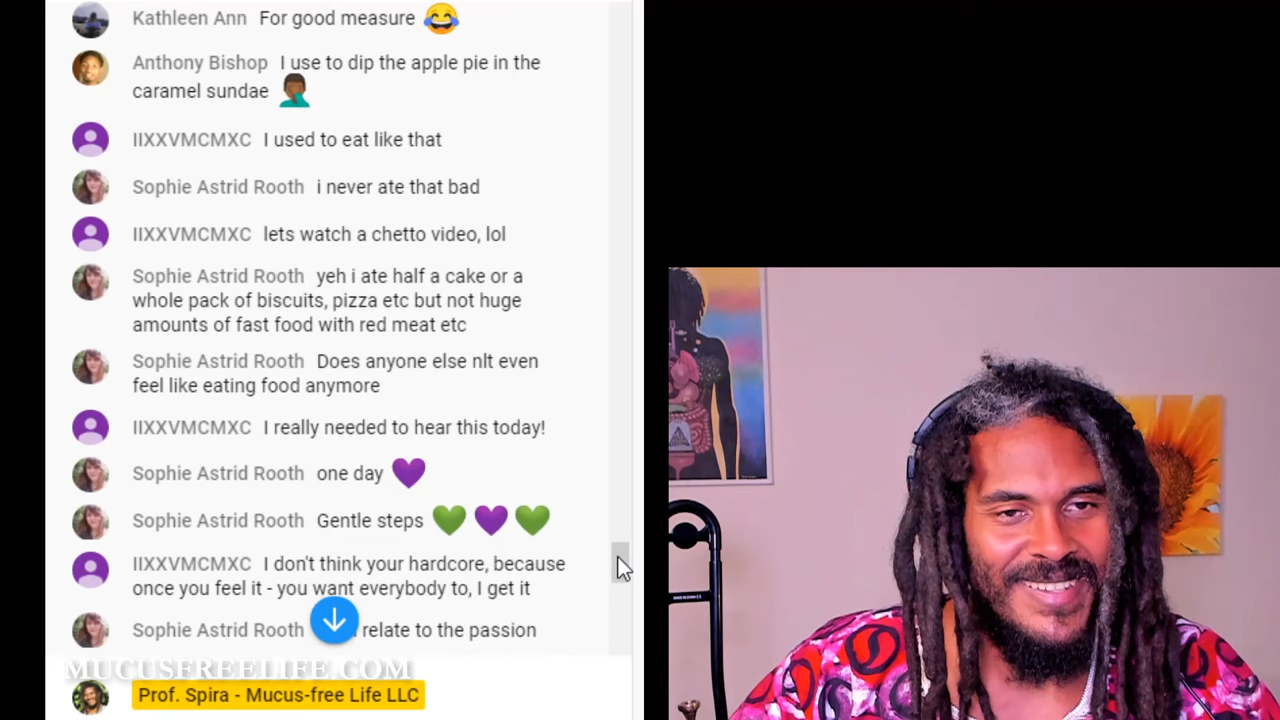 Kathleen Ann For good measure 😂
Anthony Bishop I use to dip the apple pie in the
caramel sundae 🤦🏾‍♂️
IIXXVMCMXC I used to eat like that
Sophie Astrid Rooth i never ate that bad
IIXXVMCMXC lets watch a chetto video, lol
Sophie Astrid Rooth yeh i ate half a cake or a
whole pack of biscuits, pizza etc but not huge
amounts of fast food with red meat etc
Sophie Astrid Rooth Does anyone else nlt even
feel like eating food anymore
IIXXVMCMXC I really needed to hear this today!
Sophie Astrid Rooth one day 💜
Sophie Astrid Rooth Gentle steps 💚 💜 💚
IIXXVMCMXC I don't think your hardcore, because
once you feel it - you want everybody to, I get it
Sophie Astrid Rooth relate to the passion
MUCUSFREELIFE.COM
Prof. Spira - Mucus-free Life LLC